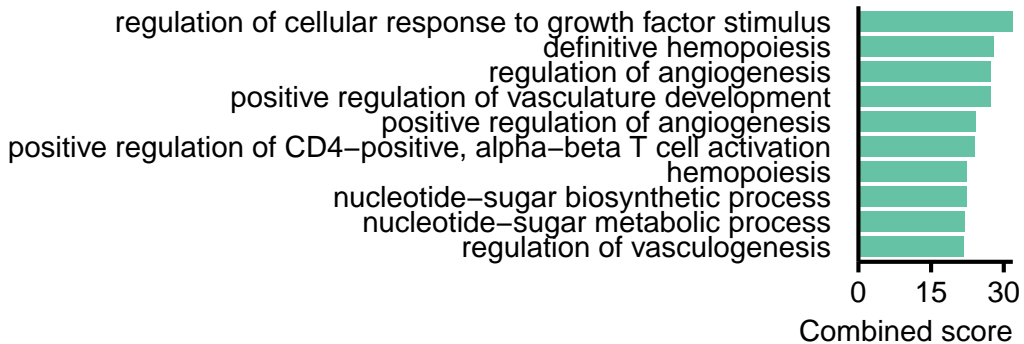 regulation of cellular response to growth factor stimulus
definitive hemopoiesis
regulation of angiogenesis
positive regulation of vasculature development
positive regulation of angiogenesis
positive regulation of CD4−positive, alpha−beta T cell activation
hemopoiesis
nucleotide−sugar biosynthetic process
nucleotide−sugar metabolic process
regulation of vasculogenesis
0 15 30
Combined score